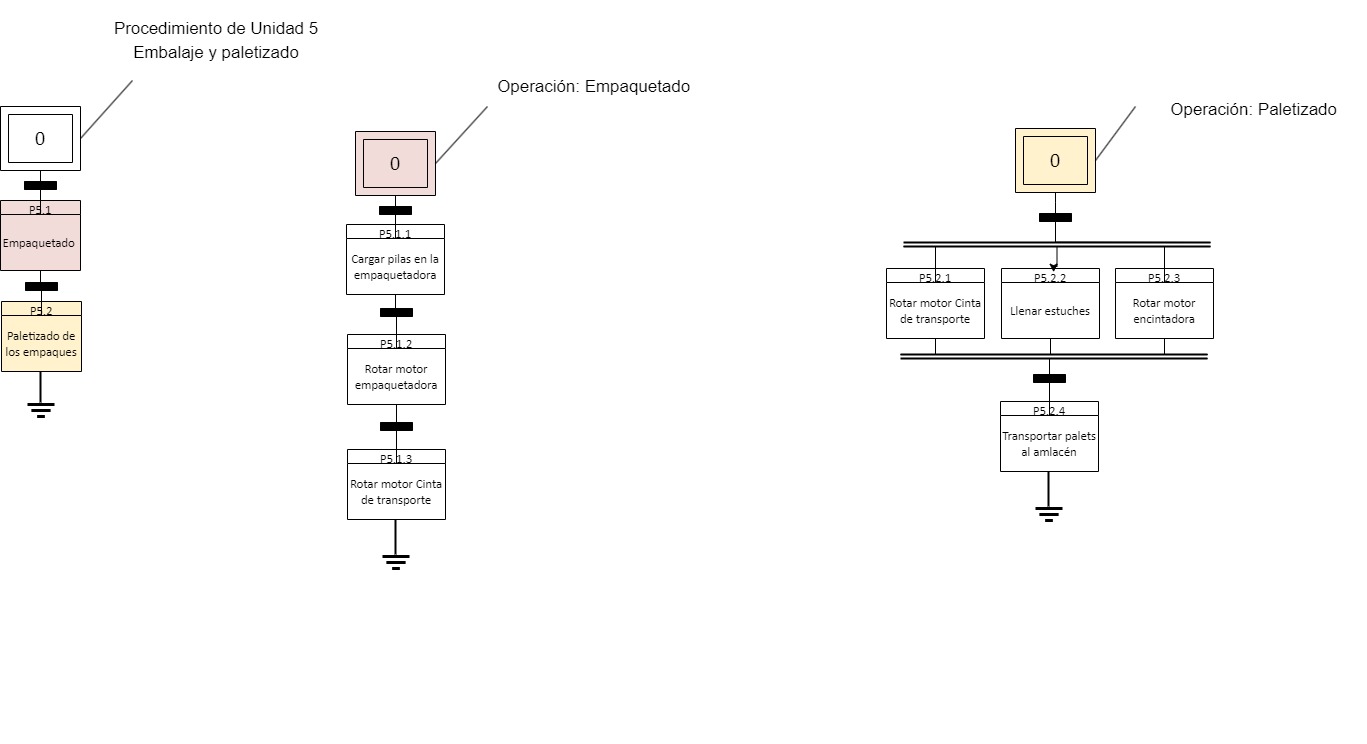 Procedimiento de Unidad 5
Embalaje y paletizado
0
P5.1
Empaquetado
P5.2
Paletizado de
los empaques
Operación: Empaquetado
0
P5.1.1
Cargar pilas en la
empaquetadora
P5.1.2
Rotar motor
empaquetadora
P5.1.3
Rotar motor Cinta
de transporte
Operación: Paletizado
0
P5.2.1
Rotar motor Cinta
de transporte
P5.2.2
Llenar estuches
P5.2.3
Rotar motor
encintadora
P5.2.4
Transportar palets
al amlacén